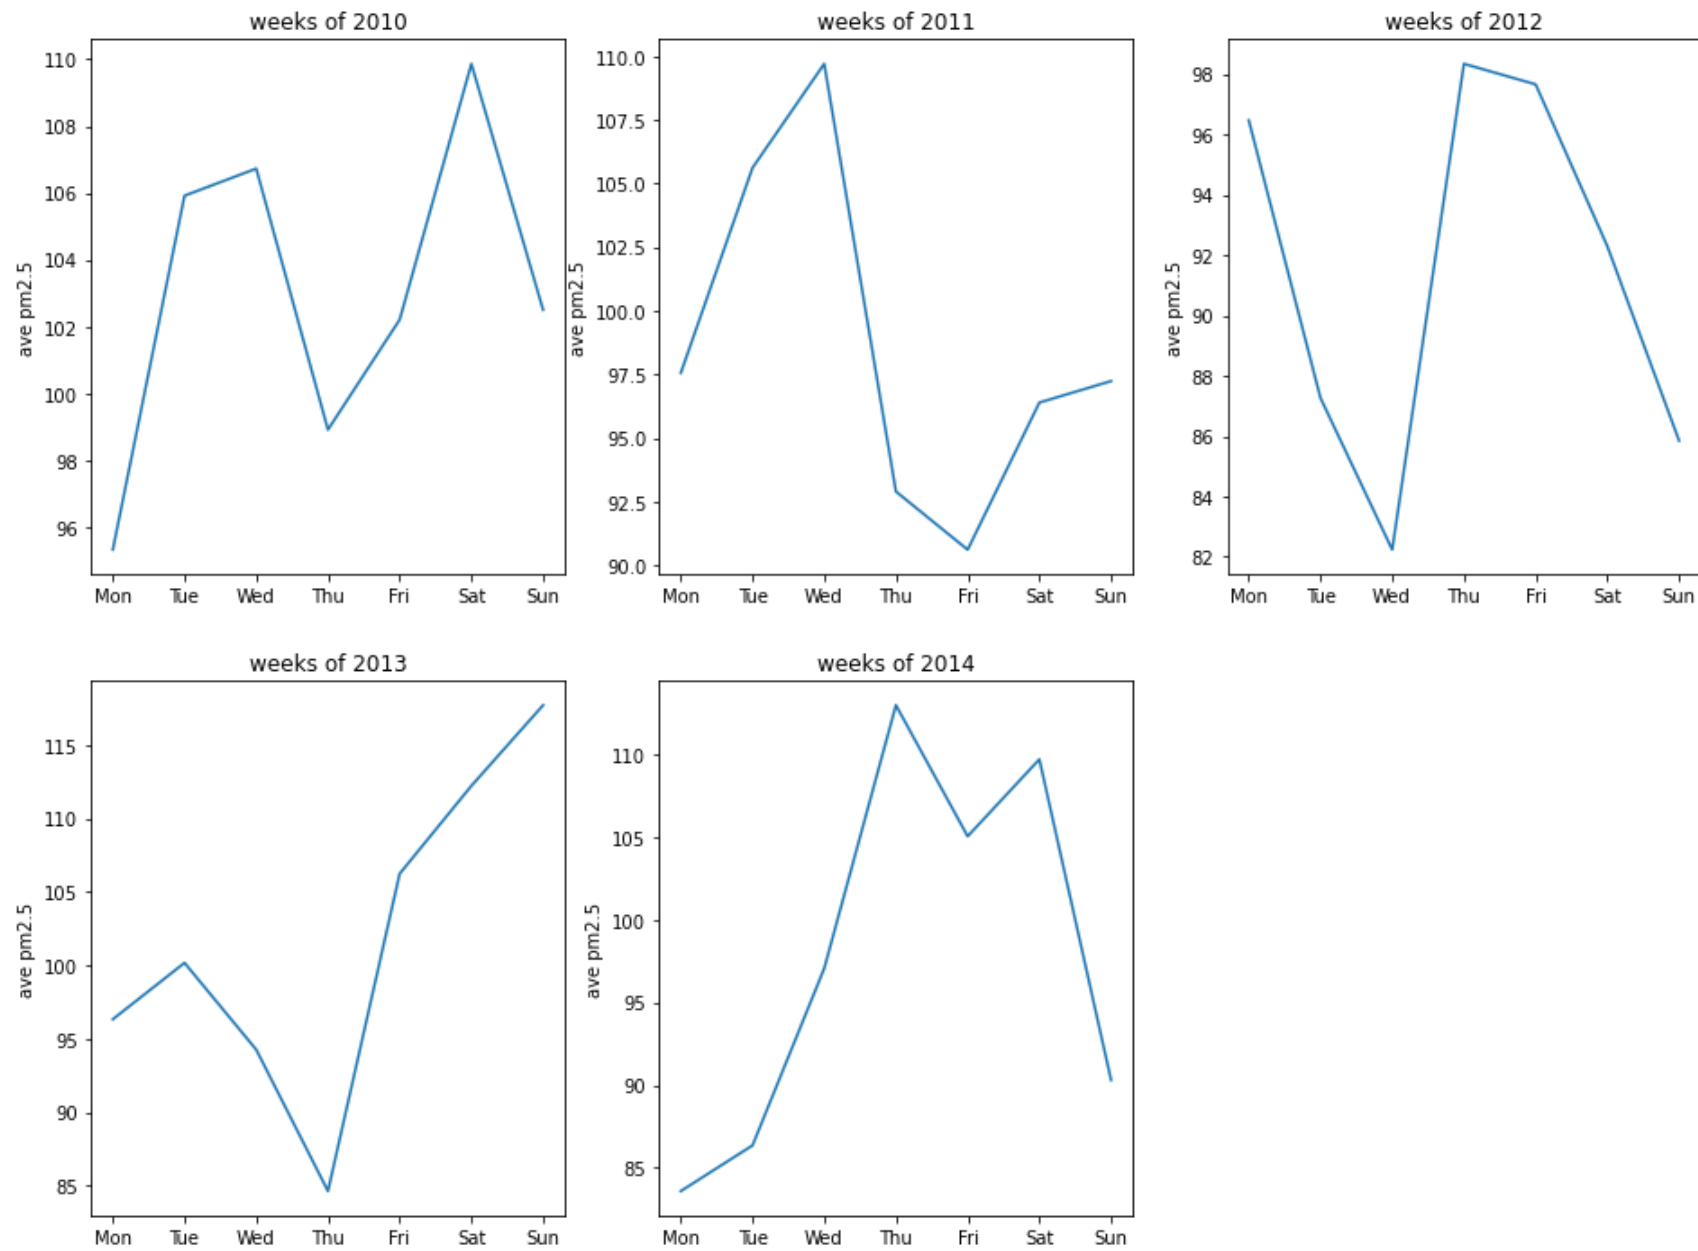 weeks of 2010
110
108
106
104
102
100
98
96
ave pm2.5
Mon Tue Wed Thu Fri Sat Sun
weeks of 2011
110.0
107.5
105.0
102.5
100.0
97.5
95.0
92.5
90.0
ave pm2.5
Mon Tue Wed Thu Fri Sat Sun
weeks of 2012
98
96
94
92
90
88
86
84
82
ave pm2.5
Mon Tue Wed Thu Fri Sat Sun
weeks of 2013
115
110
105
100
95
90
85
ave pm2.5
Mon Tue Wed Thu Fri Sat Sun
weeks of 2014
110
105
100
95
90
85
ave pm2.5
Mon Tue Wed Thu Fri Sat Sun